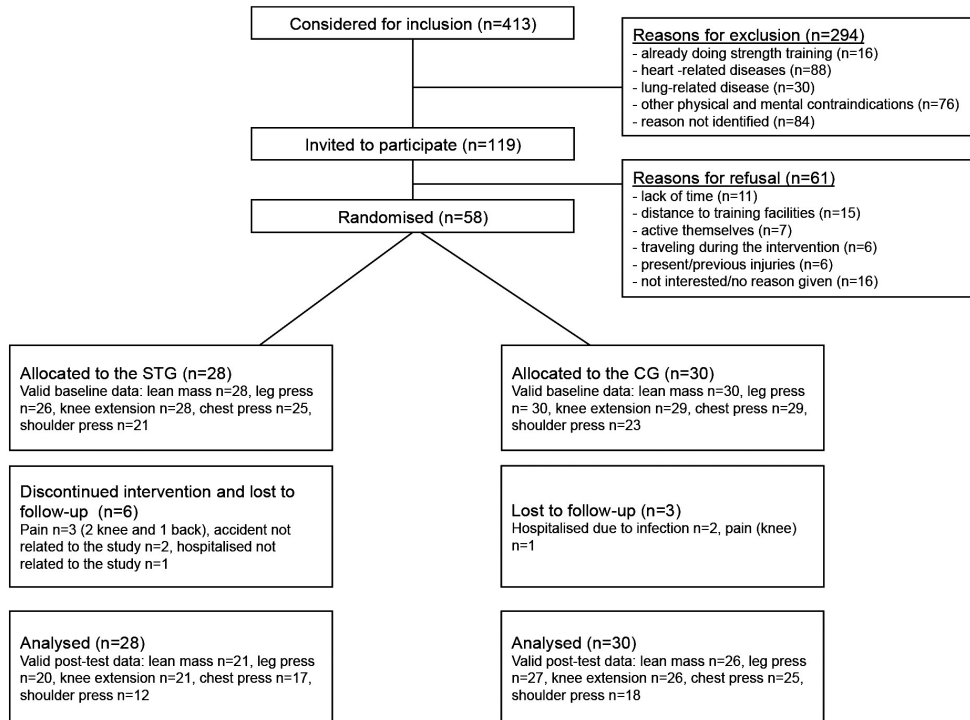 Considered for inclusion (n=413)
Reasons for exclusion (n=294)
- already doing strength training (n=16)
- heart -related diseases (n=88)
- lung-related disease (n=30)
- other physical and mental contraindications (n=76)
- reason not identified (n=84)
Invited to participate (n=119)
Reasons for refusal (n=61)
- lack of time (n=11)
- distance to training facilities (n=15)
- active themselves (n=7)
- traveling during the intervention (n=6)
- present/previous injuries (n=6)
- not interested/no reason given (n=16)
Randomised (n=58)
Allocated to the STG (n=28)
Valid baseline data: lean mass n=28, leg press
n=26, knee extension n=28, chest press n=25,
shoulder press n=21
Allocated to the CG (n=30)
Valid baseline data: lean mass n=30, leg press
n= 30, knee extension n=29, chest press n=29,
shoulder press n=23
Discontinued intervention and lost to
follow-up  (n=6)
Pain n=3 (2 knee and 1 back), accident not
related to the study n=2, hospitalised not
related to the study n=1
Lost to follow-up (n=3)
Hospitalised due to infection n=2, pain (knee)
n=1
Analysed (n=28)
Valid post-test data: lean mass n=21, leg press
n=20, knee extension n=21, chest press n=17,
shoulder press n=12
Analysed (n=30)
Valid post-test data: lean mass n=26, leg press
n=27, knee extension n=26, chest press n=25,
shoulder press n=18